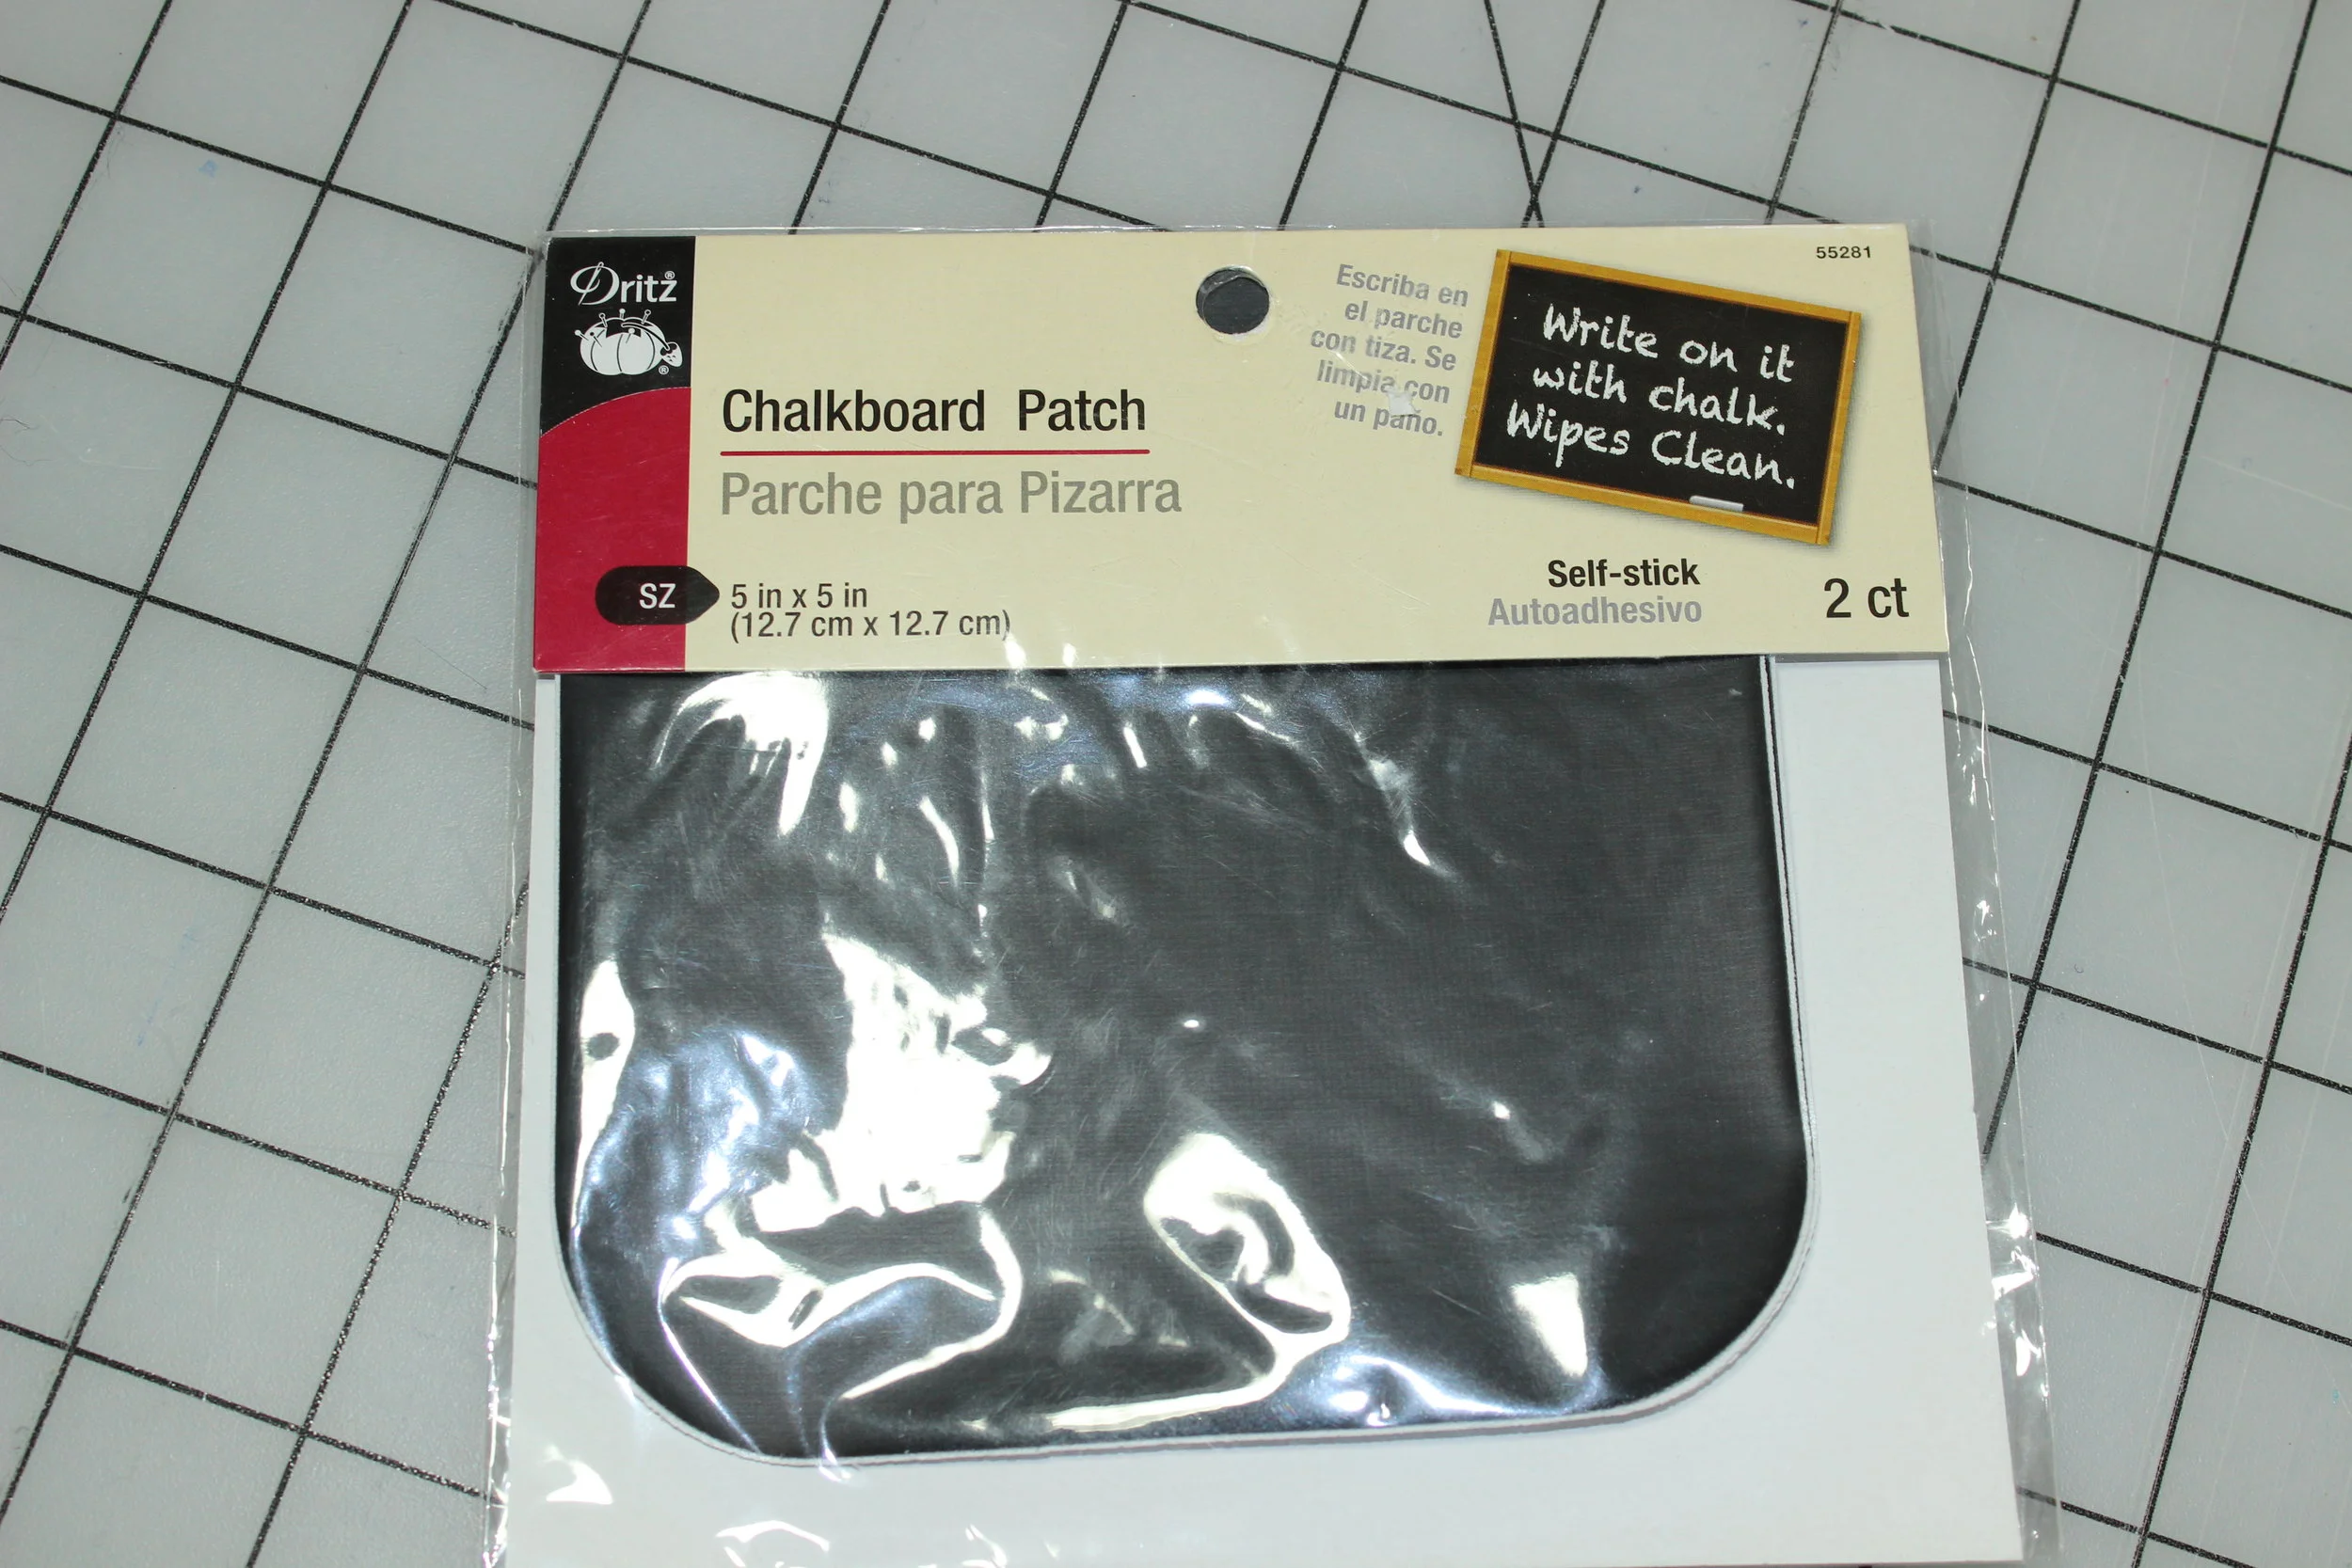 Dritz®
®
55281
Escriba en
el parche
con tiza. Se
limpia con
un paño.
Write on it
with chalk.
Wipes Clean.
Chalkboard Patch
Parche para Pizarra
SZ
5 in x 5 in
(12.7 cm x 12.7 cm)
Self-stick
Autoadhesivo
2 ct